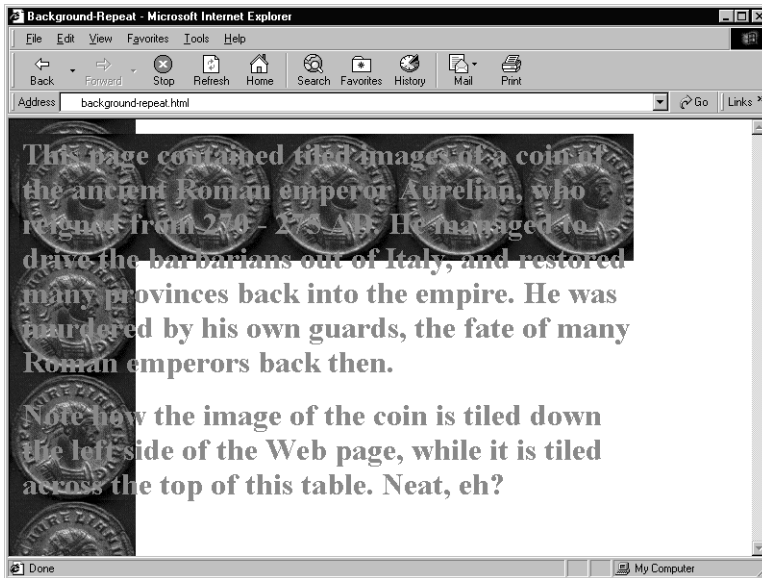 Background-Repeat - Microsoft Internet Explorer
File Edit View Favorites Tools Help
Back Forward Stop Refresh Home Search Favorites History Mail Print
Address background-repeat.html Go Links »
This page contained tiled images of a coin of
the ancient Roman emperor Aurelian, who
reigned from 270 - 275 AD. He managed to
drive the barbarians out of Italy, and restored
many provinces back into the empire. He was
murdered by his own guards, the fate of many
Roman emperors back then.
Note how the image of the coin is tiled down
the left side of the Web page, while it is tiled
across the top of this table. Neat, eh?
Done My Computer